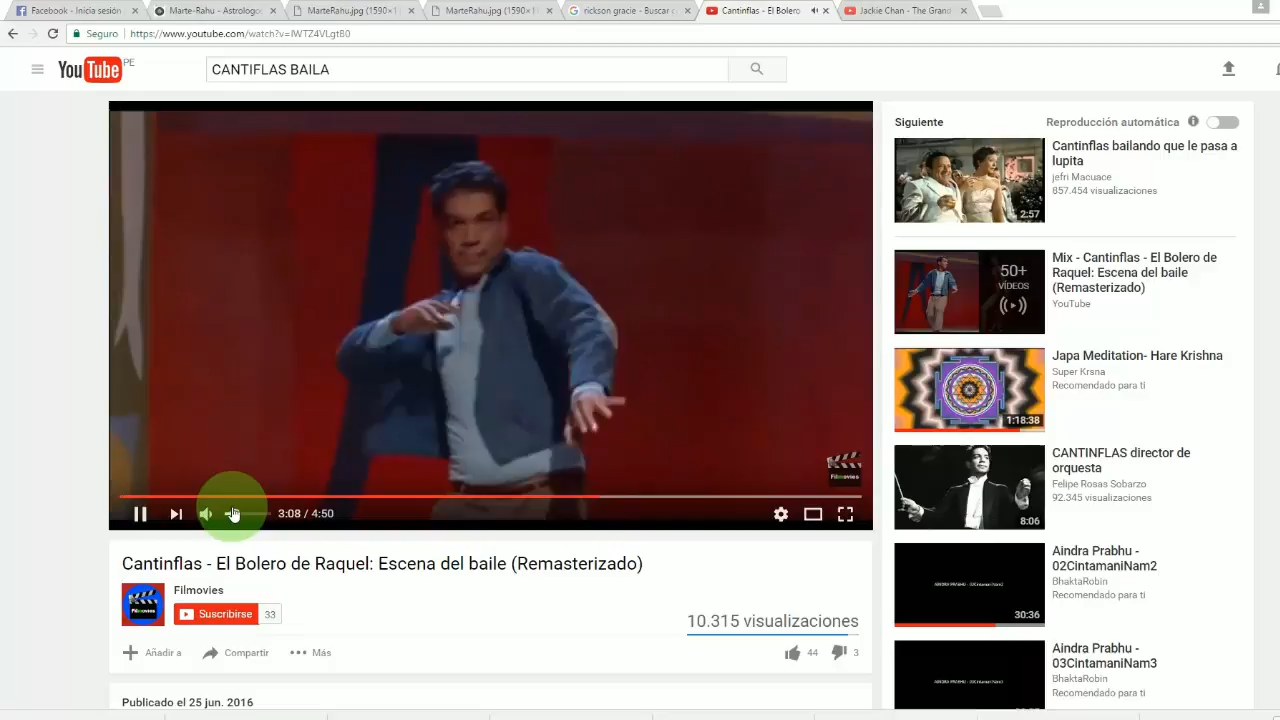 Facebook - Inicio sesión
Marte-Rahu - Astrologos
MarteRahu.jpg (1590×1
MarteRahu.jpg (1590×1
rickson gracie - Buscar c
Cantinflas - El Bolero
Jackie Chan - The Grand
Seguro
https://www.youtube.com/watch?v=iWTZ4VLgt80
YouTube PE
CANTIFLAS BAILA
Siguiente
Reproducción automática
Cantinflas bailando que le pasa a
lupita
jefri Macuace
857.454 visualizaciones
2:57
Mix - Cantinflas - El Bolero de
Raquel: Escena del baile
(Remasterizado)
YouTube
50+
VÍDEOS
Japa Meditation- Hare Krishna
Super Krsna
Recomendado para ti
1:18:38
CANTINFLAS director de
orquesta
Felipe Rosas Sobarzo
92.345 visualizaciones
8:06
Filmovies
3:08 / 4:50
Cantinflas - El Bolero de Raquel: Escena del baile (Remasterizado)
Filmovies
Filmovies
Suscribirse
33
10.315 visualizaciones
Añadir a
Compartir
Más
44
3
Publicado el 25 jun. 2016
Aindra Prabhu -
02CintamaniNam2
BhaktaRobin
Recomendado para ti
30:36
Aindra Prabhu -
03CintamaniNam3
BhaktaRobin
Recomendado para ti